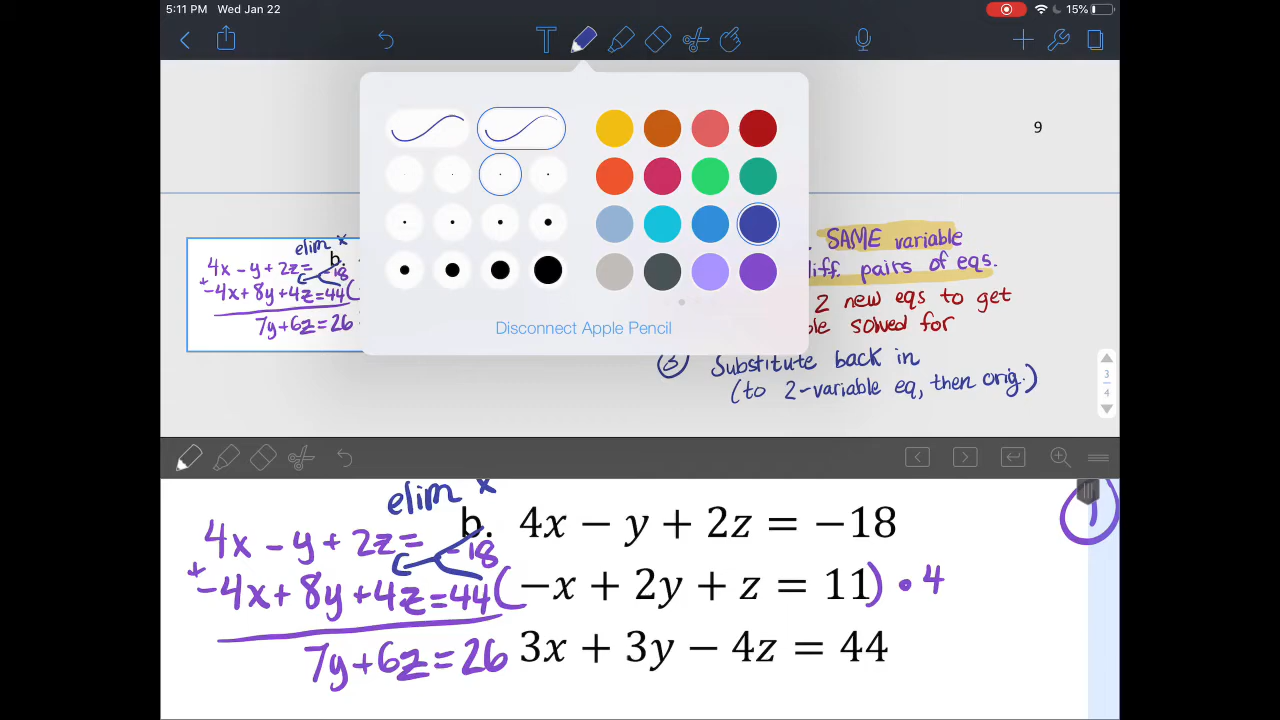 5:11 PM Wed Jan 22
15%
T
Disconnect Apple Pencil
9
elim x
b.
4x - y + 2z = -18
+ -4x + 8y + 4z = 44 (
7y + 6z = 26
SAME variable
diff. pairs of eqs.
2 new eqs to get
solved for
③ Substitute back in
(to 2-variable eq, then orig.)
3
4
elim x
4x - y + 2z = -18
+ -4x + 8y + 4z = 44
7y + 6z = 26
b. 4x − y + 2z = −18
(−x + 2y + z = 11) • 4
3x + 3y − 4z = 44
①